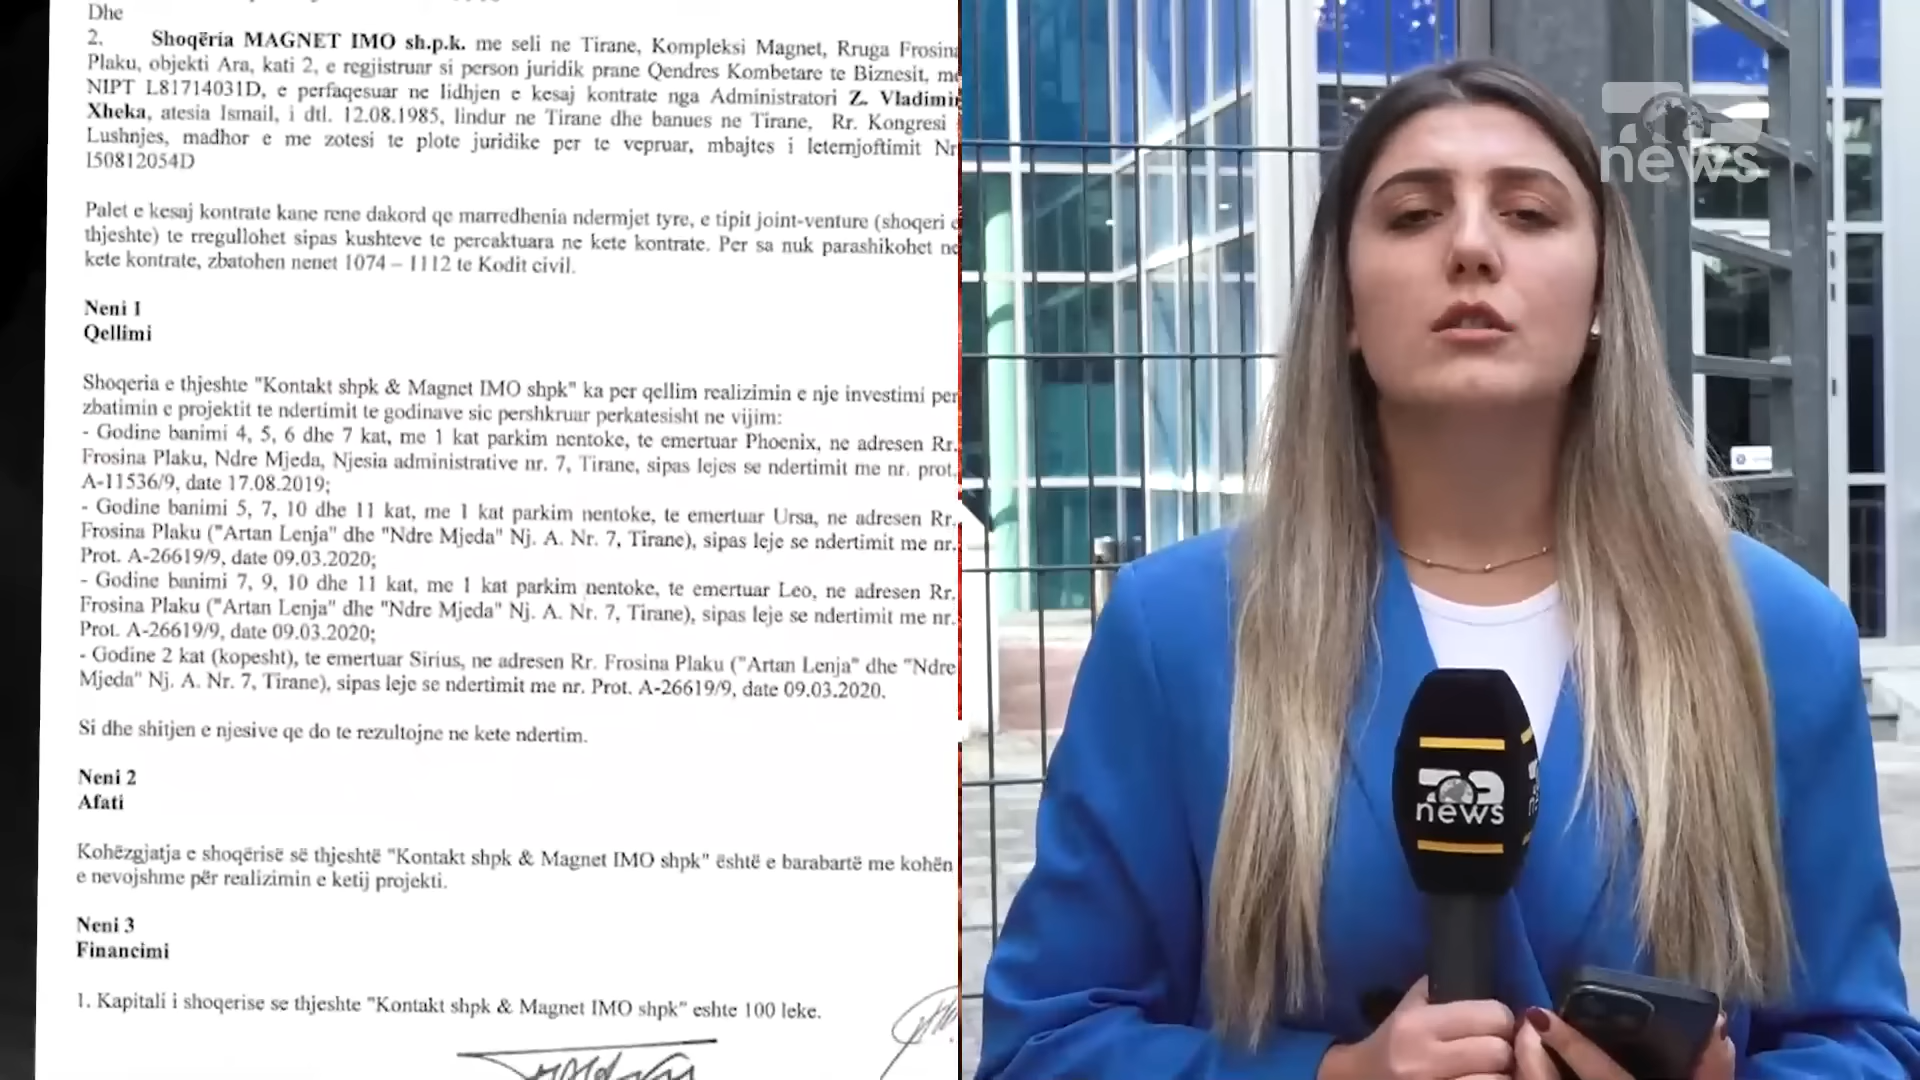 Dhe
2. Shoqëria MAGNET IMO sh.p.k. me seli ne Tirane, Kompleksi Magnet, Rruga Frosina
Plaku, objekti Ara, kati 2, e regjistruar si person juridik prane Qendres Kombetare te Biznesit, me
NIPT L81714031D, e perfaqesuar ne lidhjen e kesaj kontrate nga Administratori Z. Vladimir
Xheka, atesia Ismail, i dtl. 12.08.1985, lindur ne Tirane dhe banues ne Tirane, Rr. Kongresi
Lushnjes, madhor e me zotesi te plote juridike per te vepruar, mbajtes i leternjoftimit Nr
I50812054D
Palet e kesaj kontrate kane rene dakord qe marredhenia ndermjet tyre, e tipit joint-venture (shoqeri e
thjeshte) te rregullohet sipas kushteve te percaktuara ne kete kontrate. Per sa nuk parashikohet ne
kete kontrate, zbatohen nenet 1074 – 1112 te Kodit civil.
Neni 1
Qellimi
Shoqeria e thjeshte "Kontakt shpk & Magnet IMO shpk" ka per qellim realizimin e nje investimi per
zbatimin e projektit te ndertimit te godinave sic pershkruar perkatesisht ne vijim:
- Godine banimi 4, 5, 6 dhe 7 kat, me 1 kat parkim nentoke, te emertuar Phoenix, ne adresen Rr.
Frosina Plaku, Ndre Mjeda, Njesia administrative nr. 7, Tirane, sipas lejes se ndertimit me nr. prot.
A-11536/9, date 17.08.2019;
- Godine banimi 5, 7, 10 dhe 11 kat, me 1 kat parkim nentoke, te emertuar Ursa, ne adresen Rr.
Frosina Plaku ("Artan Lenja" dhe "Ndre Mjeda" Nj. A. Nr. 7, Tirane), sipas leje se ndertimit me nr.
Prot. A-26619/9, date 09.03.2020;
- Godine banimi 7, 9, 10 dhe 11 kat, me 1 kat parkim nentoke, te emertuar Leo, ne adresen Rr.
Frosina Plaku ("Artan Lenja" dhe "Ndre Mjeda" Nj. A. Nr. 7, Tirane), sipas leje se ndertimit me nr.
Prot. A-26619/9, date 09.03.2020;
- Godine 2 kat (kopesht), te emertuar Sirius, ne adresen Rr. Frosina Plaku ("Artan Lenja" dhe "Ndre
Mjeda" Nj. A. Nr. 7, Tirane), sipas leje se ndertimit me nr. Prot. A-26619/9, date 09.03.2020.
Si dhe shitjen e njesive qe do te rezultojne ne kete ndertim.
Neni 2
Afati
Kohëzgjatja e shoqërisë së thjeshtë "Kontakt shpk & Magnet IMO shpk" është e barabartë me kohën
e nevojshme për realizimin e ketij projekti.
Neni 3
Financimi
1. Kapitali i shoqerise se thjeshte "Kontakt shpk & Magnet IMO shpk" eshte 100 leke.
news
news